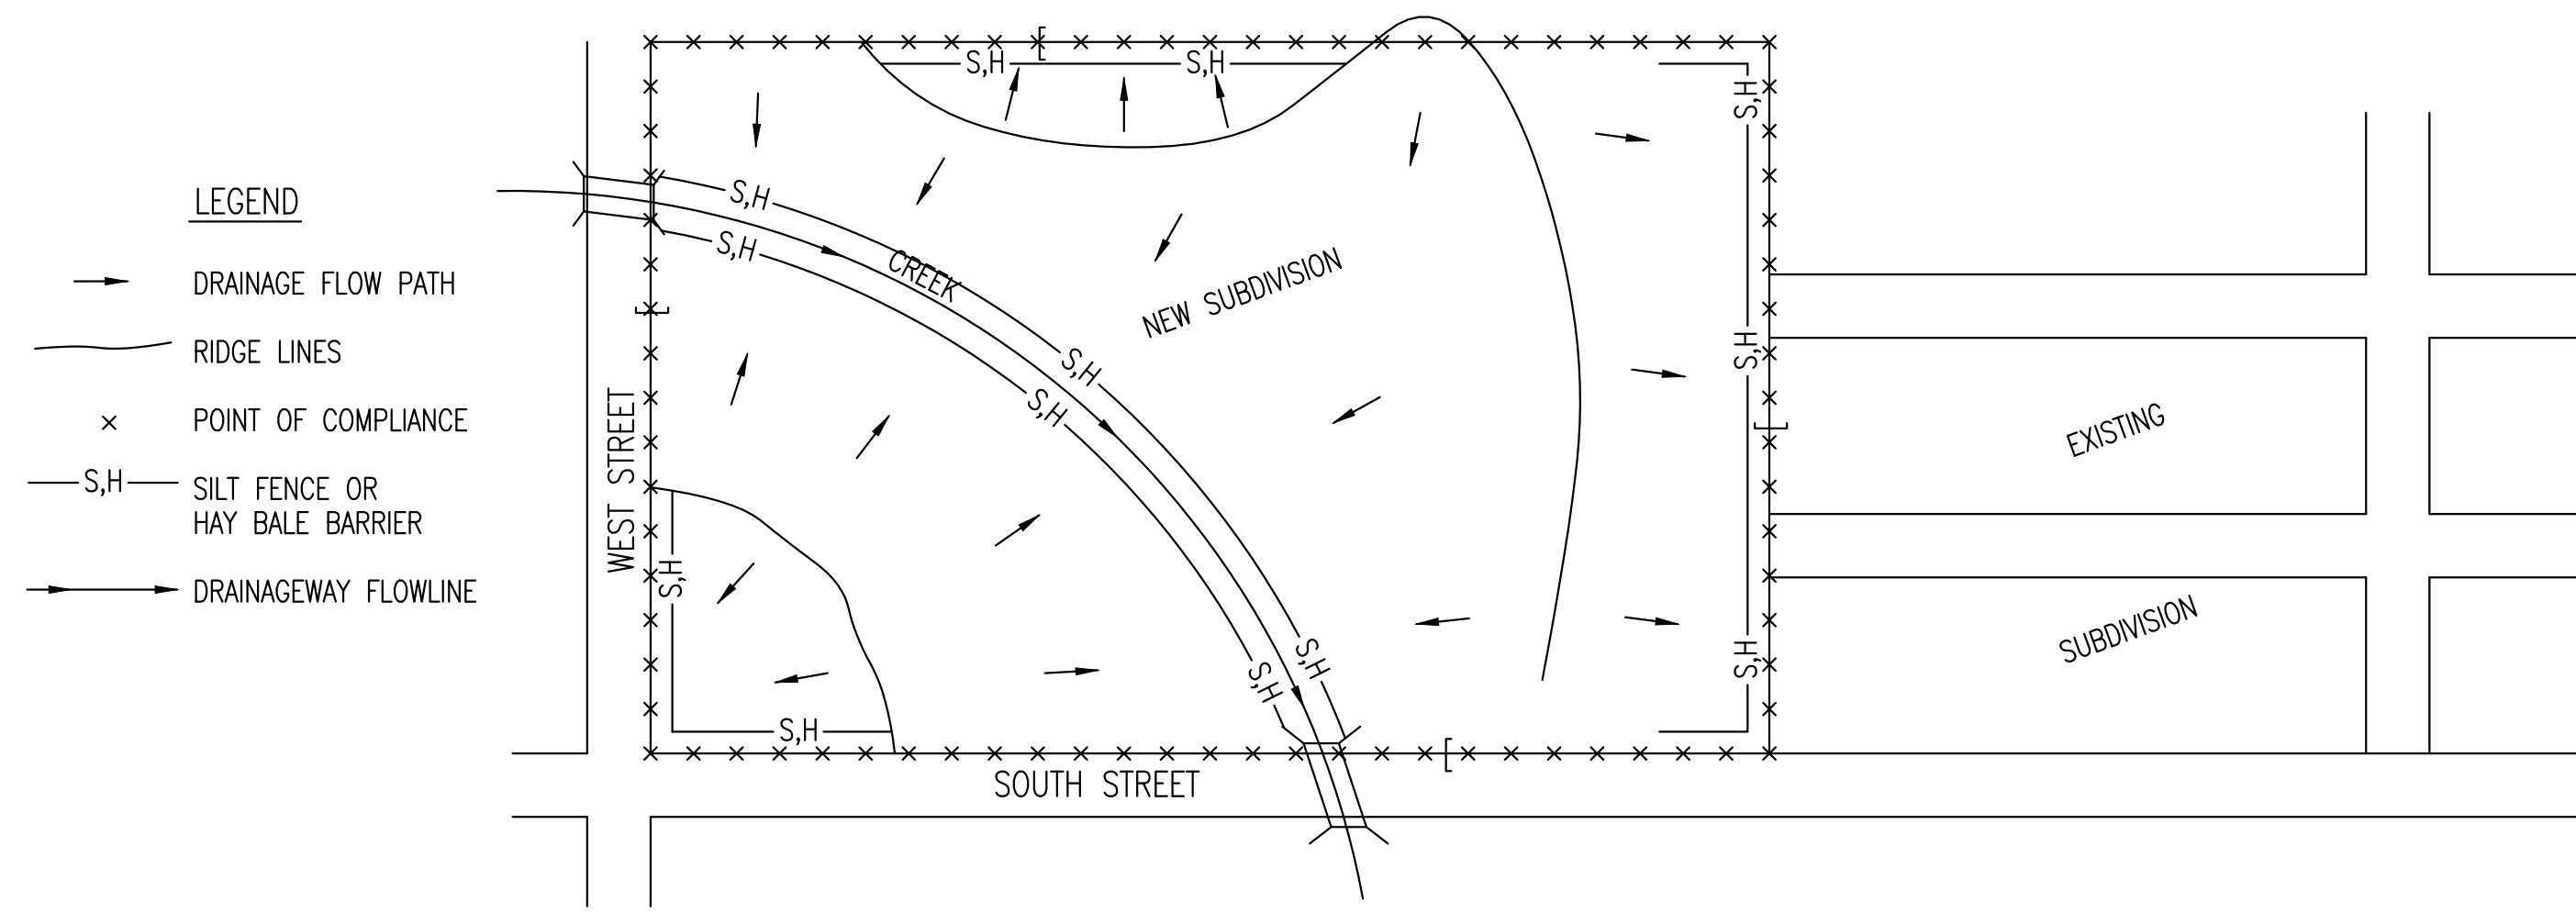 LEGEND
DRAINAGE FLOW PATH
RIDGE LINES
× POINT OF COMPLIANCE
S,H SILT FENCE OR
HAY BALE BARRIER
DRAINAGEWAY FLOWLINE
S,H
S,H
S,H
S,H
S,H
CREEK
NEW SUBDIVISION
S,H
S,H
S,H
WEST STREET
S,H
EXISTING
SUBDIVISION
S,H
S,H
S,H
S,H
SOUTH STREET